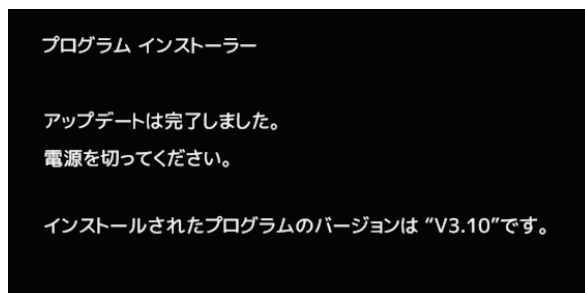 プログラム インストーラー
アップデートは完了しました。
電源を切ってください。
インストールされたプログラムのバージョンは “V3.10”です。